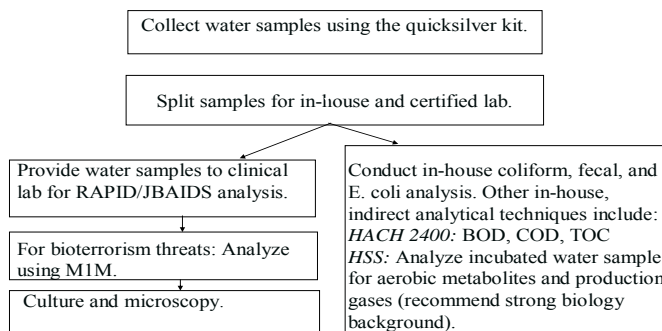 Collect water samples using the quicksilver kit.
Split samples for in-house and certified lab.
Provide water samples to clinical
lab for RAPID/JBAIDS analysis.
For bioterrorism threats: Analyze
using M1M.
Culture and microscopy.
Conduct in-house coliform, fecal, and
E. coli analysis. Other in-house,
indirect analytical techniques include:
HACH 2400: BOD, COD, TOC
HSS: Analyze incubated water sample
for aerobic metabolites and production
gases (recommend strong biology
background).